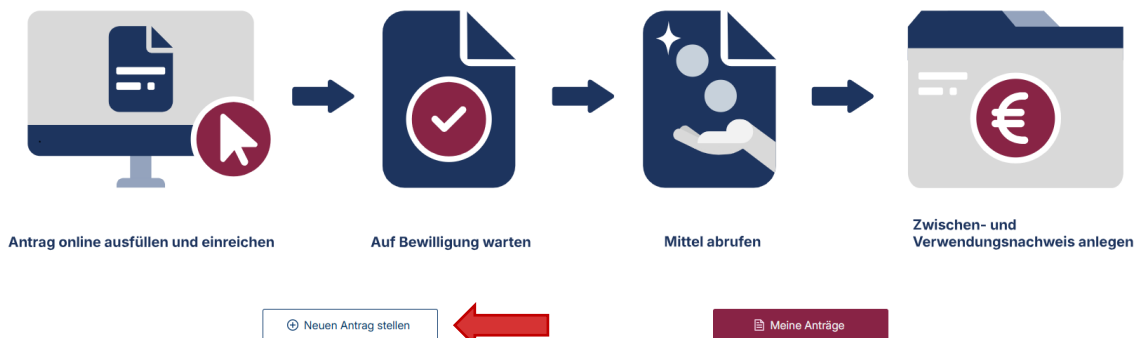 Antrag online ausfüllen und einreichen
Auf Bewilligung warten
Mittel abrufen
Zwischen- und
Verwendungsnachweis anlegen
Neuen Antrag stellen
Meine Anträge